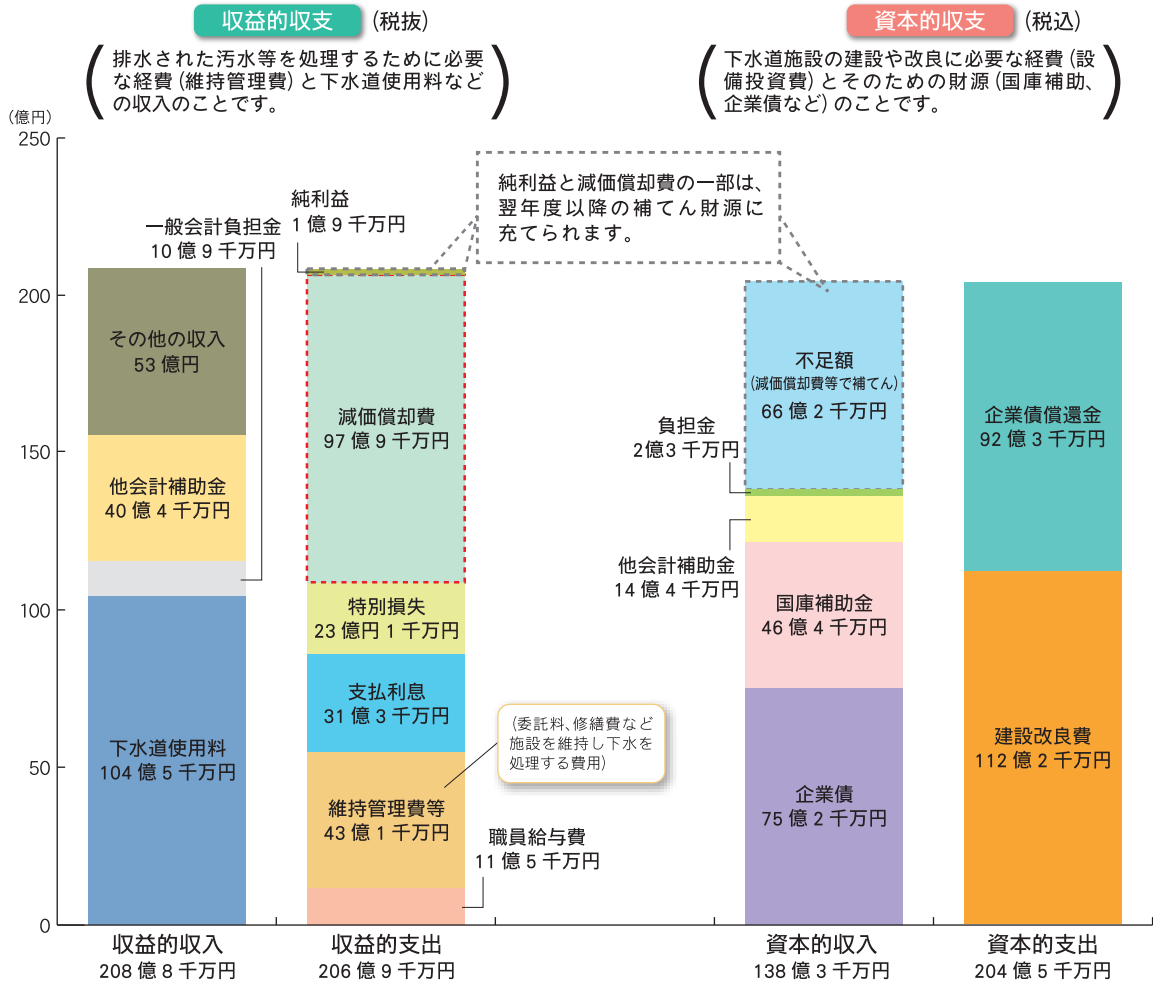 収益的収支 (税抜)
排水された汚水等を処理するために必要
な経費(維持管理費)と下水道使用料など
の収入のことです。
資本的収支 (税込)
下水道施設の建設や改良に必要な経費(設
備投資費)とそのための財源(国庫補助、
企業債など)のことです。
(億円)
250
200
150
100
50
0
純利益と減価償却費の一部は、
翌年度以降の補てん財源に
充てられます。
一般会計負担金
10億9千万円
その他の収入
53億円
他会計補助金
40億4千万円
下水道使用料
104億5千万円
収益的収入
208億8千万円
純利益
1億9千万円
減価償却費
97億9千万円
特別損失
23億円1千万円
支払利息
31億3千万円
(委託料、修繕費など
施設を維持し下水を
処理する費用)
維持管理費等
43億1千万円
職員給与費
11億5千万円
収益的支出
206億9千万円
不足額
(減価償却費等で補てん)
66億2千万円
負担金
2億3千万円
他会計補助金
14億4千万円
国庫補助金
46億4千万円
企業債
75億2千万円
資本的収入
138億3千万円
企業債償還金
92億3千万円
建設改良費
112億2千万円
資本的支出
204億5千万円